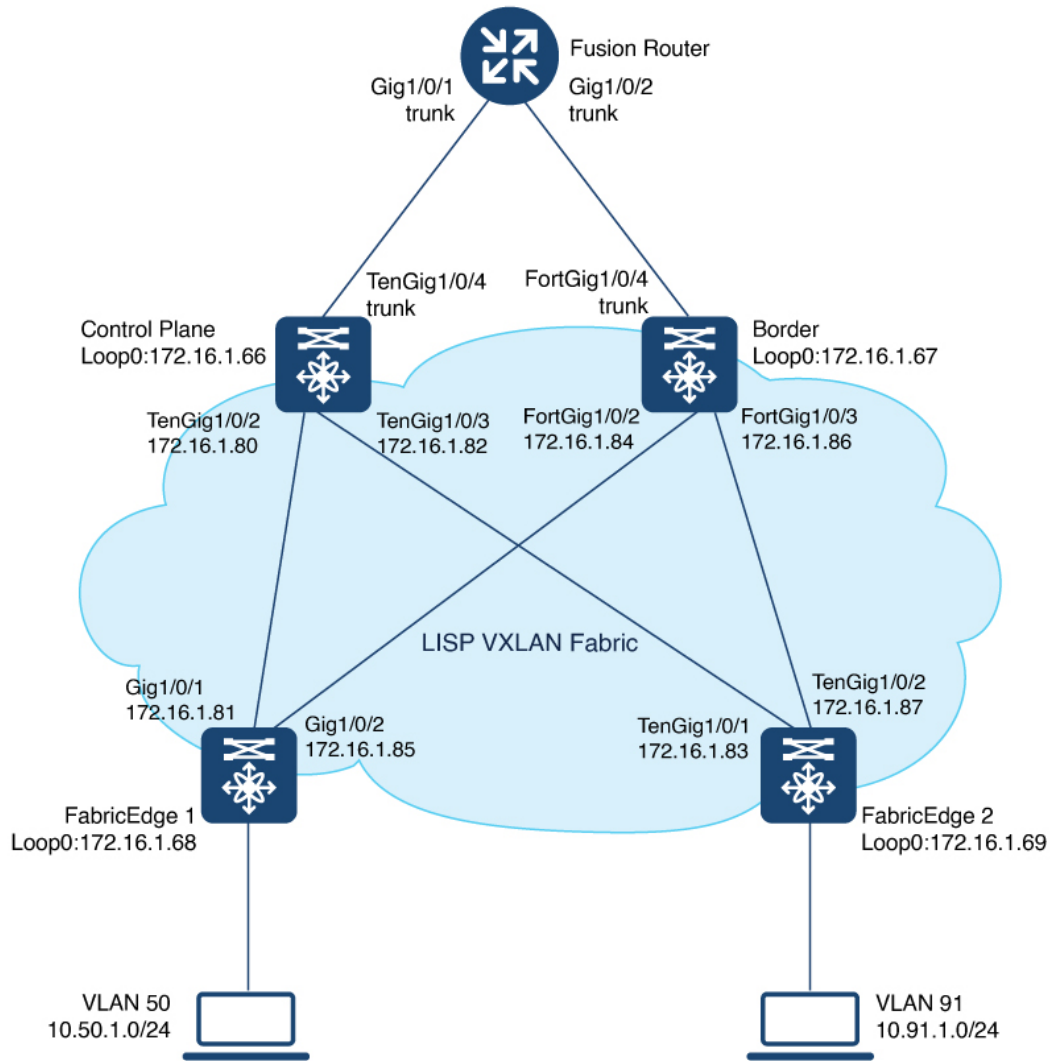 Fusion Router
Gig1/0/1
trunk
Gig1/0/2
trunk
TenGig1/0/4
trunk
FortGig1/0/4
trunk
Control Plane
Loop0:172.16.1.66
Border
Loop0:172.16.1.67
TenGig1/0/2
172.16.1.80
TenGig1/0/3
172.16.1.82
FortGig1/0/2
172.16.1.84
FortGig1/0/3
172.16.1.86
LISP VXLAN Fabric
Gig1/0/1
172.16.1.81
Gig1/0/2
172.16.1.85
TenGig1/0/1
172.16.1.83
TenGig1/0/2
172.16.1.87
FabricEdge 1
Loop0:172.16.1.68
FabricEdge 2
Loop0:172.16.1.69
VLAN 50
10.50.1.0/24
VLAN 91
10.91.1.0/24